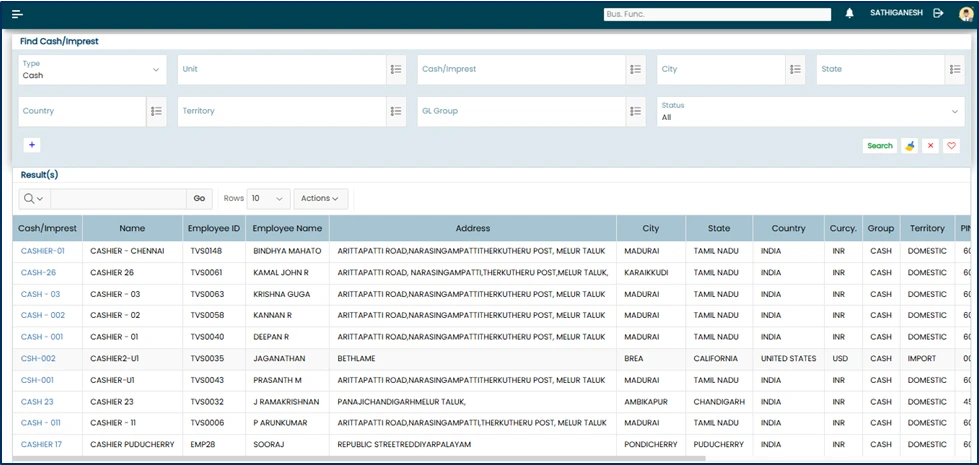 Bus. Func. SATHIGANESH
Find Cash/Imprest
Type
Cash Unit Cash/Imprest City State
Country Territory GL Group Status
All
+ Search
Result(s)
Go Rows 10 Actions
Cash/Imprest Name Employee ID Employee Name Address City State Country Curcy. Group Territory
CASHIER-01 CASHIER - CHENNAI TVS0148 BINDHYA MAHATO ARITTAPATTI ROAD,NARASINGAMPATTITHERKUTHERU POST, MELUR TALUK MADURAI TAMIL NADU INDIA INR CASH DOMESTIC
CASH-26 CASHIER 26 TVS0061 KAMAL JOHN R ARITTAPATTI ROAD, NARASINGAMPATTI,THERKUTHERU POST,MELUR TALUK, KARAIKKUDI TAMIL NADU INDIA INR CASH DOMESTIC
CASH - 03 CASHIER - 03 TVS0063 KRISHNA GUGA ARITTAPATTI ROAD,NARASINGAMPATTITHERKUTHERU POST, MELUR TALUK MADURAI TAMIL NADU INDIA INR CASH DOMESTIC
CASH - 002 CASHIER - 02 TVS0058 KANNAN R ARITTAPATTI ROAD,NARASINGAMPATTITHERKUTHERU POST, MELUR TALUK MADURAI TAMIL NADU INDIA INR CASH DOMESTIC
CASH - 001 CASHIER - 01 TVS0040 DEEPAN R ARITTAPATTI ROAD,NARASINGAMPATTITHERKUTHERU POST, MELUR TALUK MADURAI TAMIL NADU INDIA INR CASH DOMESTIC
CSH-002 CASHIER2-U1 TVS0035 JAGANATHAN BETHLAME BREA CALIFORNIA UNITED STATES USD CASH IMPORT
CSH-001 CASHIER-U1 TVS0043 PRASANTH M ARITTAPATTI ROAD,NARASINGAMPATTITHERKUTHERU POST, MELUR TALUK MADURAI TAMIL NADU INDIA INR CASH DOMESTIC
CASH 23 CASHIER 23 TVS0032 J RAMAKRISHNAN PANAJICHANDIGARHMELUR TALUK, AMBIKAPUR CHANDIGARH INDIA INR CASH DOMESTIC
CASH - 011 CASHIER - 11 TVS0006 P ARUNKUMAR ARITTAPATTI ROAD,NARASINGAMPATTI,THERKUTHERU POST, MELUR TALUK MADURAI TAMIL NADU INDIA INR CASH DOMESTIC
CASHIER 17 CASHIER PUDUCHERRY EMP28 SOORAJ REPUBLIC STREETREDDIYARPALAYAM PONDICHERRY PUDUCHERRY INDIA INR CASH DOMESTIC